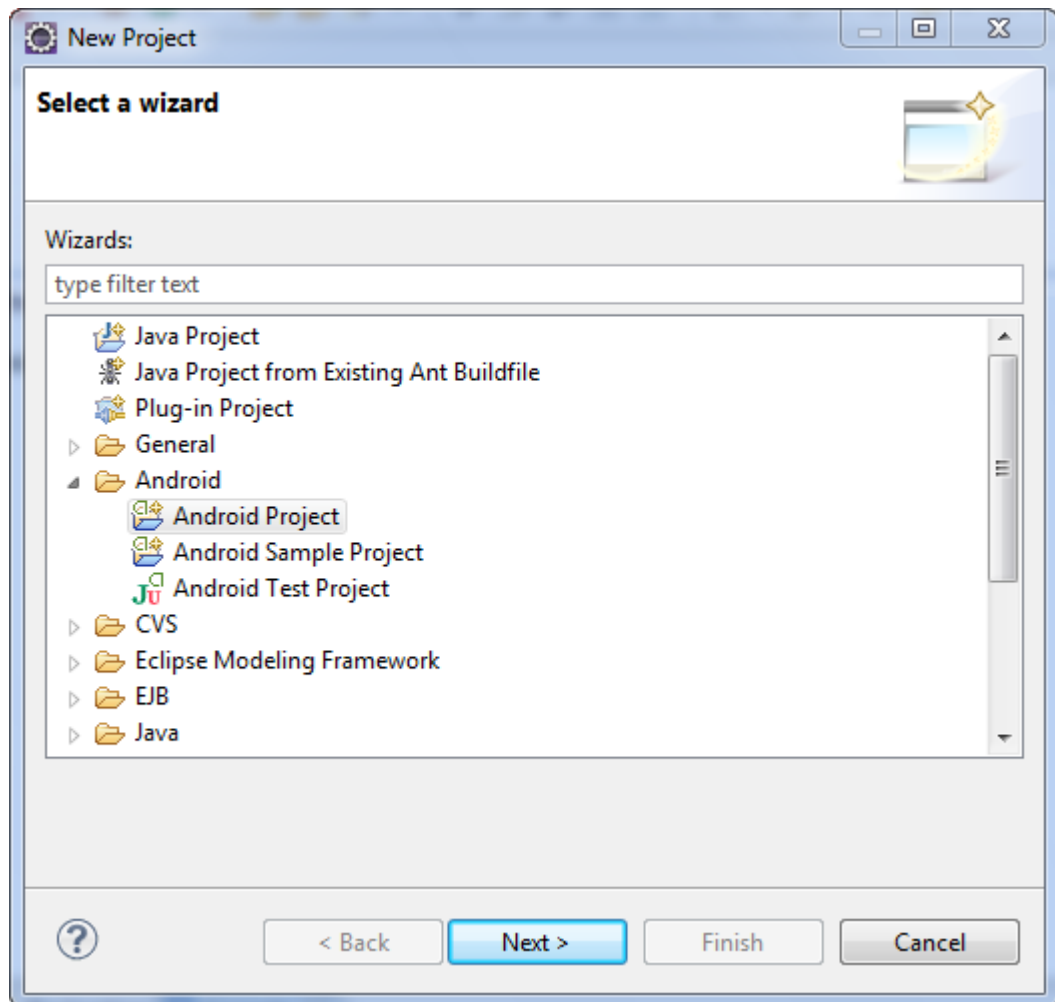 New Project
Select a wizard
Wizards:
type filter text
Java Project
Java Project from Existing Ant Buildfile
Plug-in Project
General
Android
Android Project
Android Sample Project
Android Test Project
CVS
Eclipse Modeling Framework
EJB
Java
< Back Next > Finish Cancel